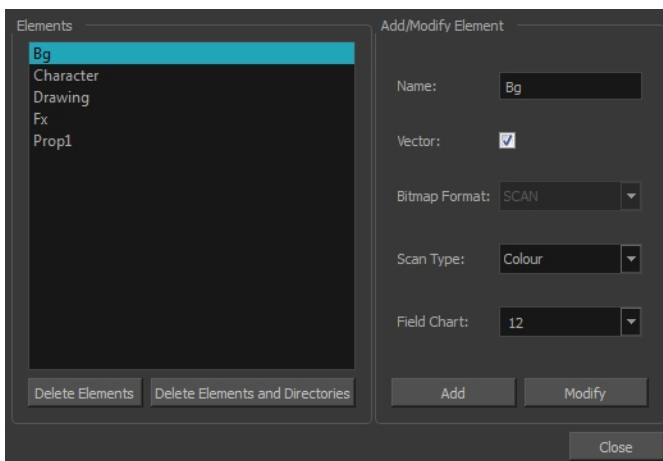 Elements
Bg
Character
Drawing
Fx
Prop1
Delete Elements
Delete Elements and Directories
Add/Modify Element
Name: Bg
Vector:
Bitmap Format: SCAN
Scan Type: Colour
Field Chart: 12
Add
Modify
Close